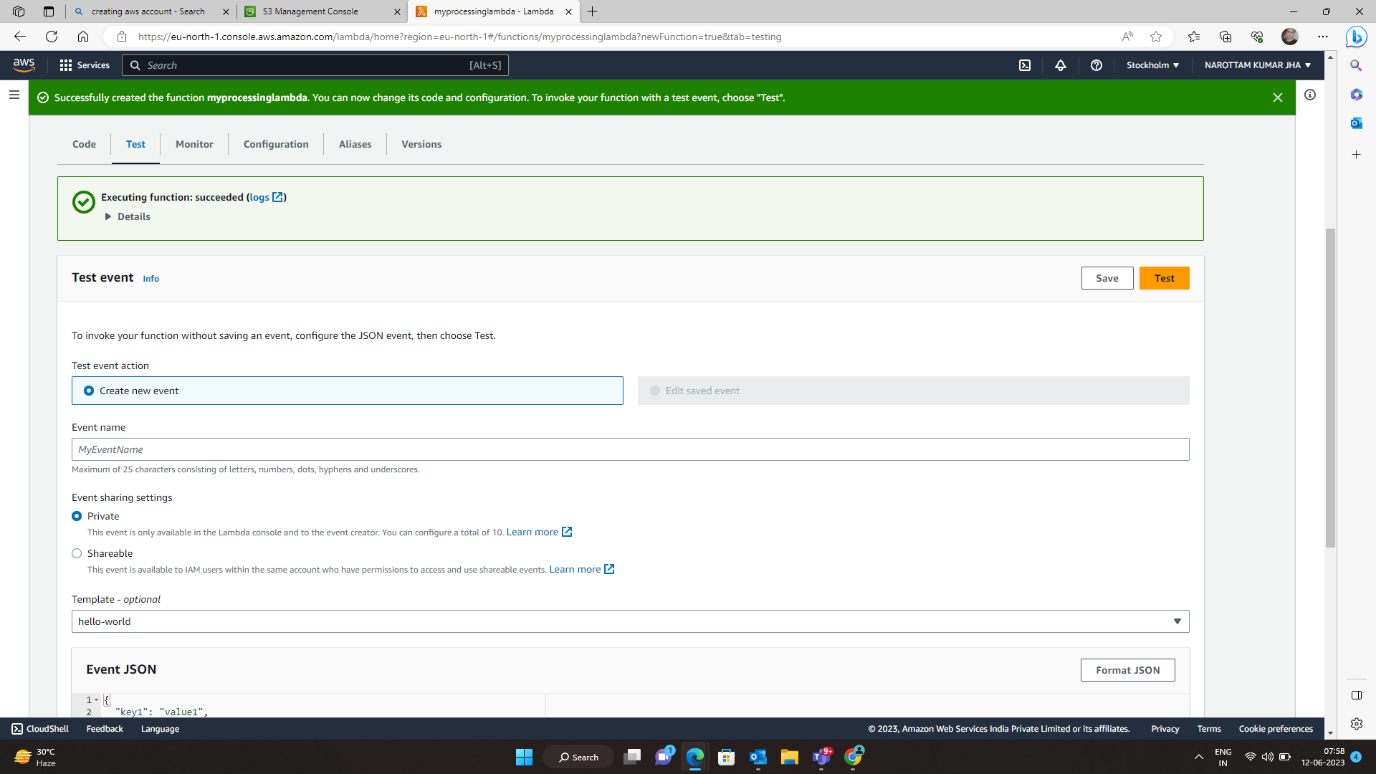 creating aws account - Search
S3 Management Console
myprocessinglambda - Lambda
https://eu-north-1.console.aws.amazon.com/lambda/home?region=eu-north-1#/functions/myprocessinglambda?newFunction=true&tab=testing
aws
Services
Search
[Alt+S]
Stockholm
NAROTTAM KUMAR JHA
Successfully created the function myprocessinglambda. You can now change its code and configuration. To invoke your function with a test event, choose "Test".
Code
Test
Monitor
Configuration
Aliases
Versions
Executing function: succeeded (logs)
Details
Test event Info
Save
Test
To invoke your function without saving an event, configure the JSON event, then choose Test.
Test event action
Create new event
Edit saved event
Event name
MyEventName
Maximum of 25 characters consisting of letters, numbers, dots, hyphens and underscores.
Event sharing settings
Private
This event is only available in the Lambda console and to the event creator. You can configure a total of 10. Learn more
Shareable
This event is available to IAM users within the same account who have permissions to access and use shareable events. Learn more
Template - optional
hello-world
Event JSON
Format JSON
1 {
2 "key1": "value1",
CloudShell
Feedback
Language
© 2023, Amazon Web Services India Private Limited or its affiliates.
Privacy
Terms
Cookie preferences
30°C
Haze
Search
1
9+
ENG
IN
07:58
12-06-2023
4